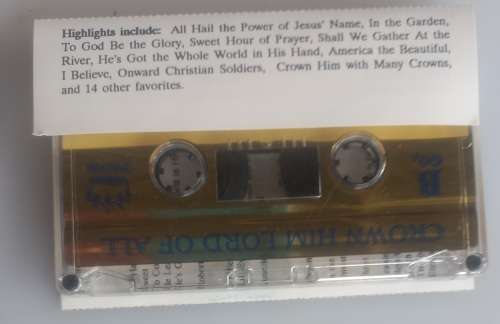 Highlights include: All Hail the Power of Jesus' Name, In the Garden,
To God Be the Glory, Sweet Hour of Prayer, Shall We Gather At the
River, He's Got the Whole World in His Hand, America the Beautiful,
I Believe, Onward Christian Soldiers, Crown Him with Many Crowns,
and 14 other favorites.
B
CROWN HIM LORD OF ALL